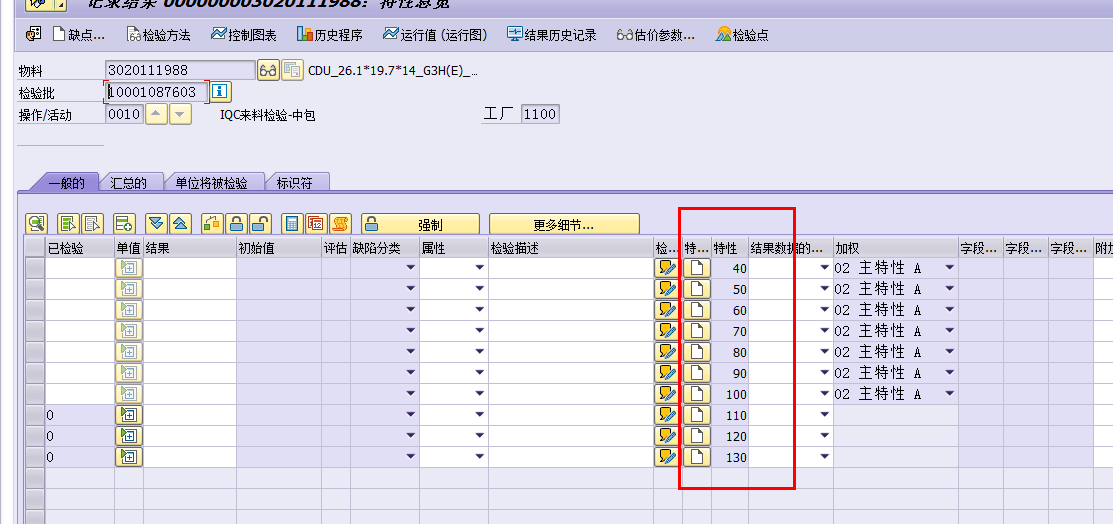 记录结果 000000003020111988: 特性总览
缺点... 检验方法 控制图表 历史程序 运行值 (运行图) 结果历史记录 估价参数... 检验点
物料 3020111988 CDU_26.1*19.7*14_G3H(E)_...
检验批 10001087603
操作/活动 0010 IQC来料检验-中包 工厂 1100
一般的 汇总的 单位将被检验 标识符
强制 更多细节...
已检验 单值 结果 初始值 评估 缺陷分类 属性 检验描述 检... 特... 特性 结果数据的... 加权 字段... 字段... 字段... 附加
40 02 主特性 A
50 02 主特性 A
60 02 主特性 A
70 02 主特性 A
80 02 主特性 A
90 02 主特性 A
100 02 主特性 A
0 110
0 120
0 130